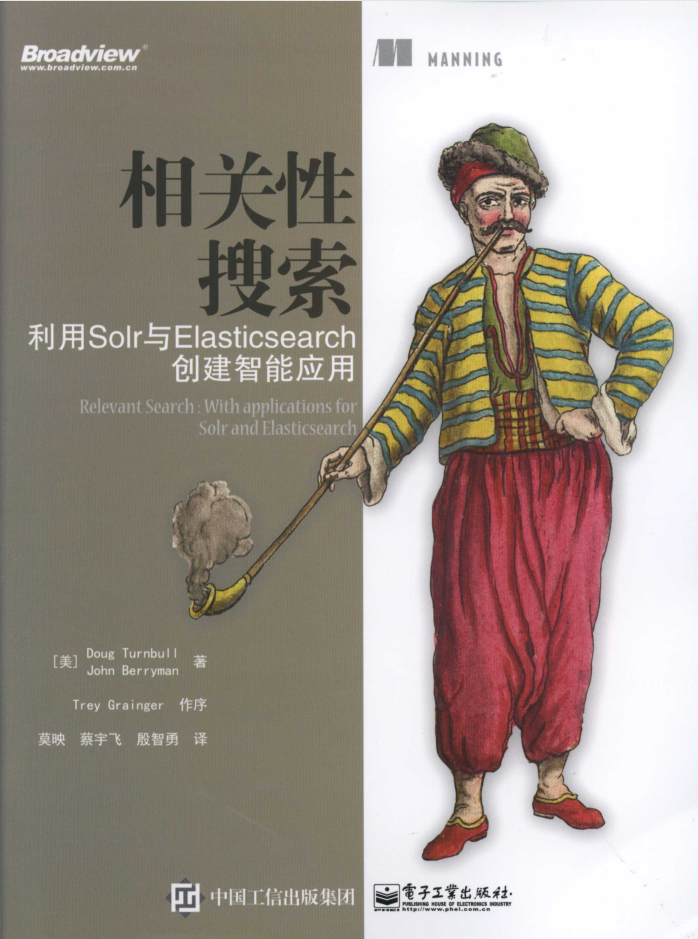 Broadview®
www.broadview.com.cn
MANNING
相关性
搜索
利用Solr与Elasticsearch
创建智能应用
Relevant Search : With applications for
Solr and Elasticsearch
[美] Doug Turnbull
John Berryman 著
Trey Grainger 作序
莫映 蔡宇飞 殷智勇 译
中国工信出版集团
電子工業出版社·
PUBLISHING HOUSE OF ELECTRONICS INDUSTRY
http://www.phei.com.cn